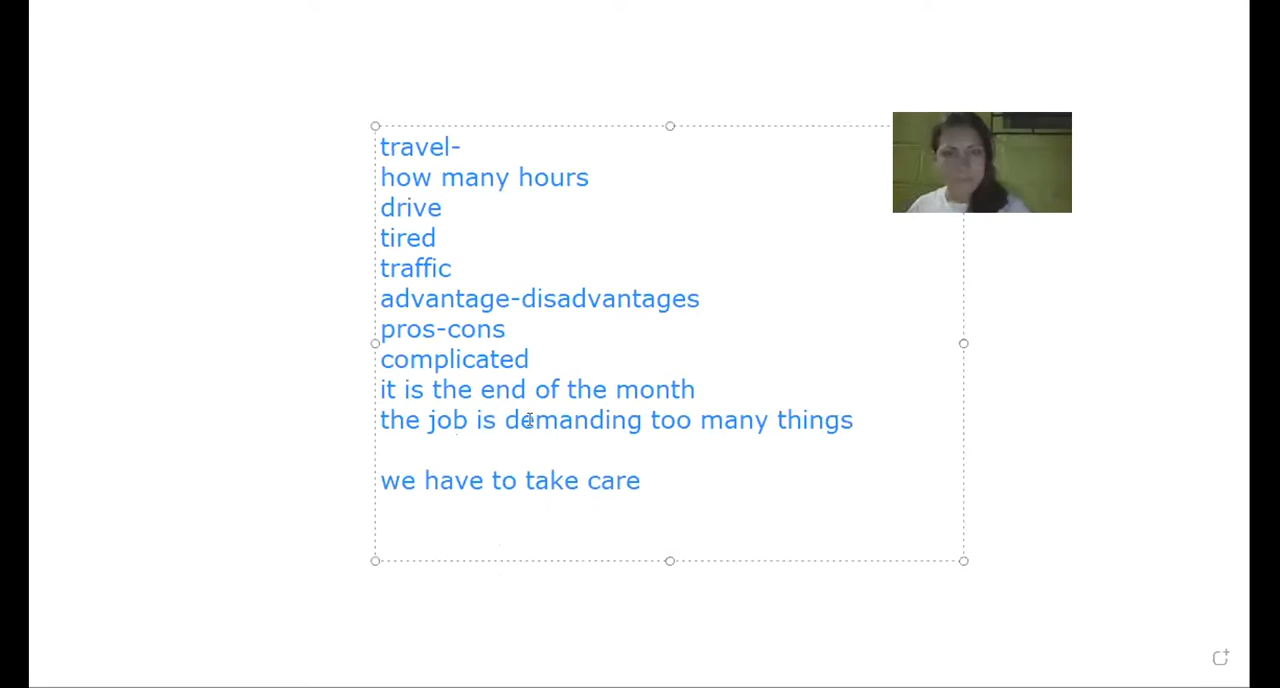 travel-
how many hours
drive
tired
traffic
advantage-disadvantages
pros-cons
complicated
it is the end of the month
the job is demanding too many things
we have to take care